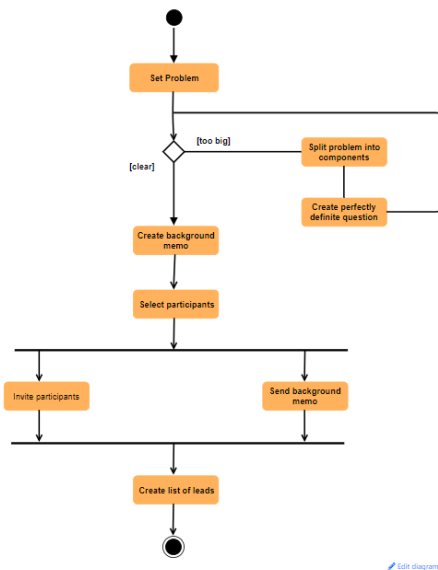 Set Problem
[too big]
Split problem into
components
[clear]
Create perfectly
definite question
Create background
memo
Select participants
Invite participants
Send background
memo
Create list of leads
Edit diagram